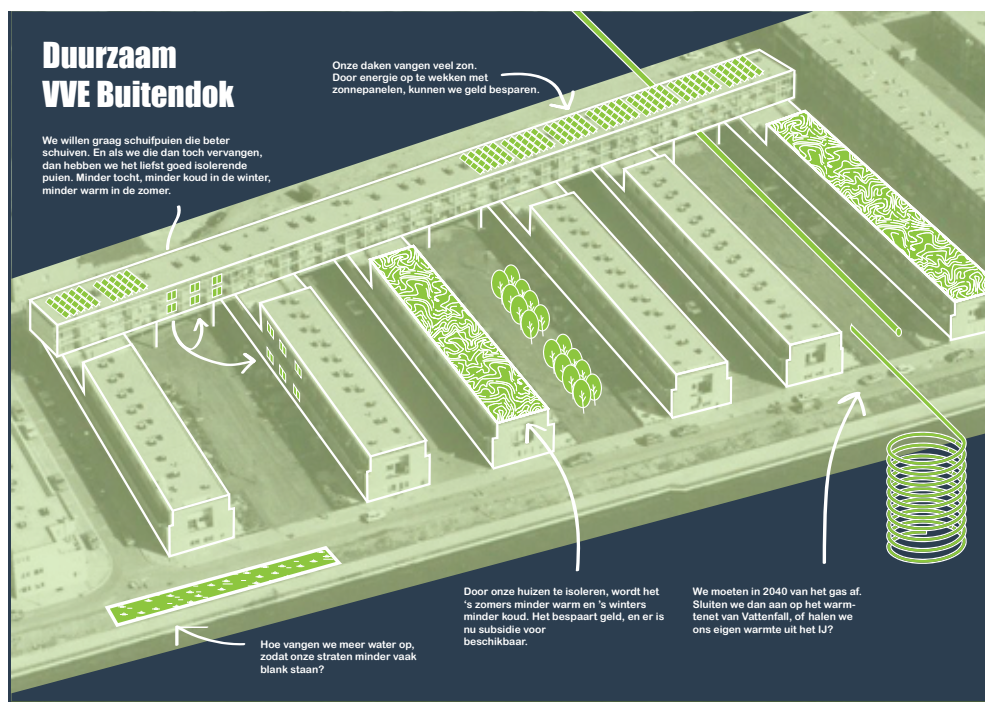 Duurzaam
VVE Buitendok
Onze daken vangen veel zon.
Door energie op te wekken met
zonnepanelen, kunnen we geld besparen.
We willen graag schuifpuien die beter
schuiven. En als we die dan toch vervangen,
dan hebben we het liefst goed isolerende
puien. Minder tocht, minder koud in de winter,
minder warm in de zomer.
Door onze huizen te isoleren, wordt het
‘s zomers minder warm en ’s winters
minder koud. Het bespaart geld, en er is
nu subsidie voor
beschikbaar.
We moeten in 2040 van het gas af.
Sluiten we dan aan op het warm-
tenet van Vattenfall, of halen we
ons eigen warmte uit het IJ?
Hoe vangen we meer water op,
zodat onze straten minder vaak
blank staan?